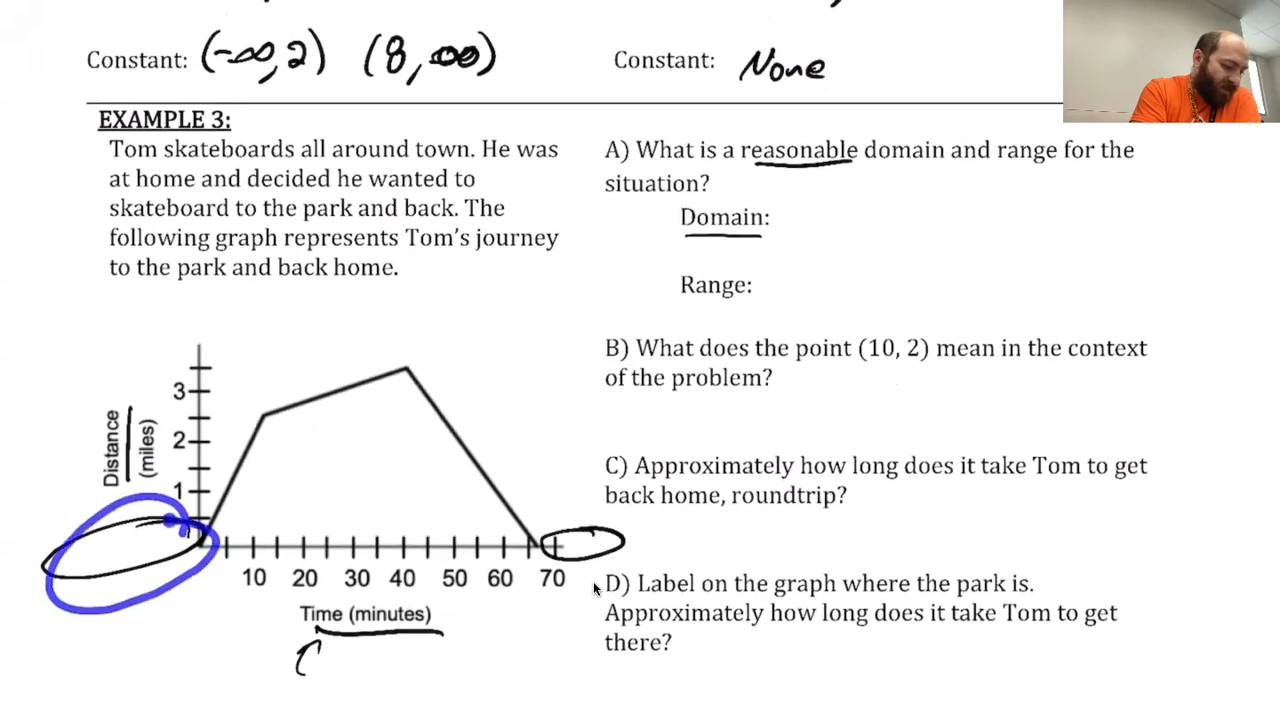 Constant: (-∞,2) (8,∞)
Constant: None
EXAMPLE 3:
Tom skateboards all around town. He was
at home and decided he wanted to
skateboard to the park and back. The
following graph represents Tom's journey
to the park and back home.
A) What is a reasonable domain and range for the
situation?
Domain:
Range:
B) What does the point (10, 2) mean in the context
of the problem?
C) Approximately how long does it take Tom to get
back home, roundtrip?
D) Label on the graph where the park is.
Approximately how long does it take Tom to get
there?
Distance
(miles)
3
2
1
10 20 30 40 50 60 70
Time (minutes)